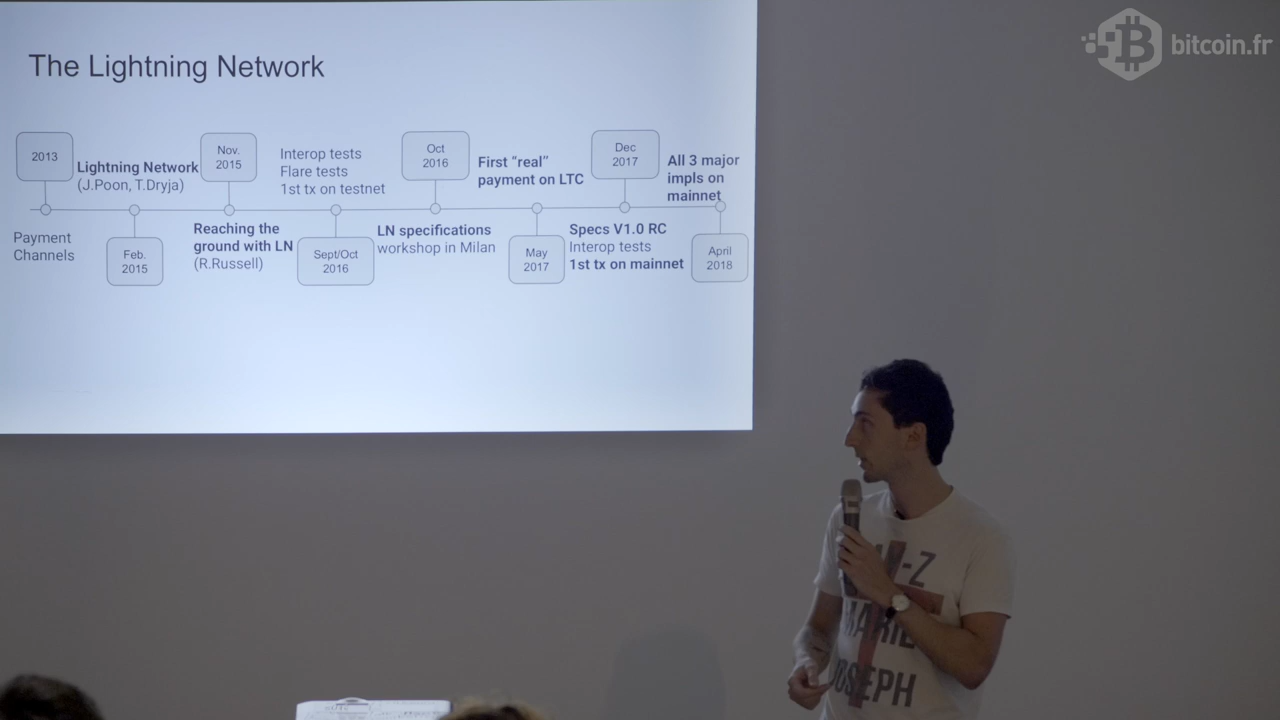 bitcoin.fr
The Lightning Network
2013
Payment
Channels
Lightning Network
(J.Poon, T.Dryja)
Feb.
2015
Nov.
2015
Reaching the
ground with LN
(R.Russell)
Interop tests
Flare tests
1st tx on testnet
Sept/Oct
2016
Oct
2016
LN specifications
workshop in Milan
First "real"
payment on LTC
May
2017
Dec
2017
Specs V1.0 RC
Interop tests
1st tx on mainnet
All 3 major
impls on
mainnet
April
2018
-Z
MARIE
JOSEPH